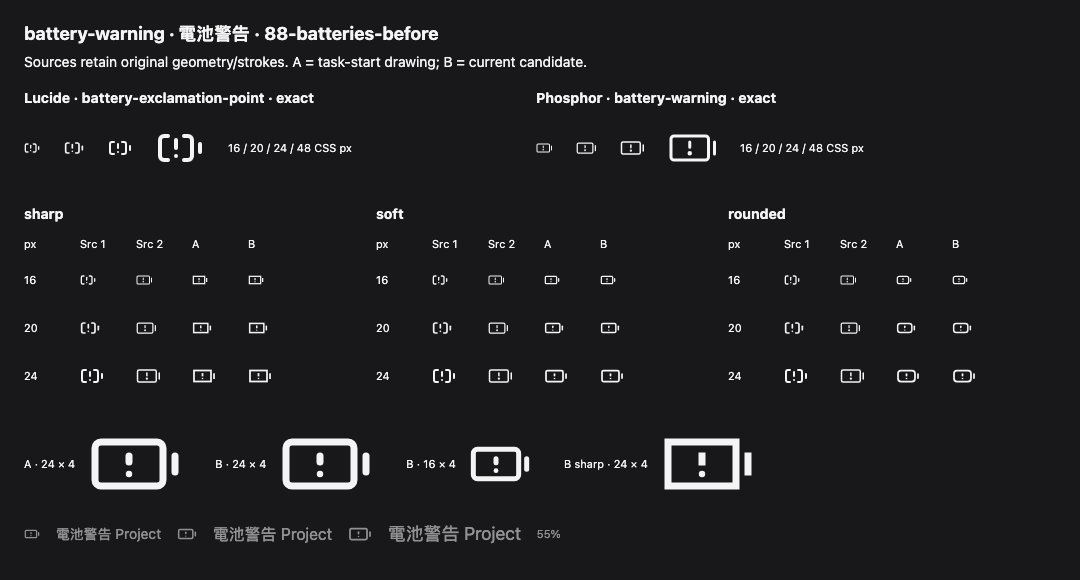 battery-warning · 電池警告 · 88-batteries-before
Sources retain original geometry/strokes. A = task-start drawing; B = current candidate.
Lucide · battery-exclamation-point · exact
Phosphor · battery-warning · exact
16 / 20 / 24 / 48 CSS px
16 / 20 / 24 / 48 CSS px
sharp
soft
rounded
px Src 1 Src 2 A B
px Src 1 Src 2 A B
px Src 1 Src 2 A B
16
16
16
20
20
20
24
24
24
A · 24 × 4
B · 24 × 4
B · 16 × 4
B sharp · 24 × 4
電池警告 Project
電池警告 Project
電池警告 Project
55%